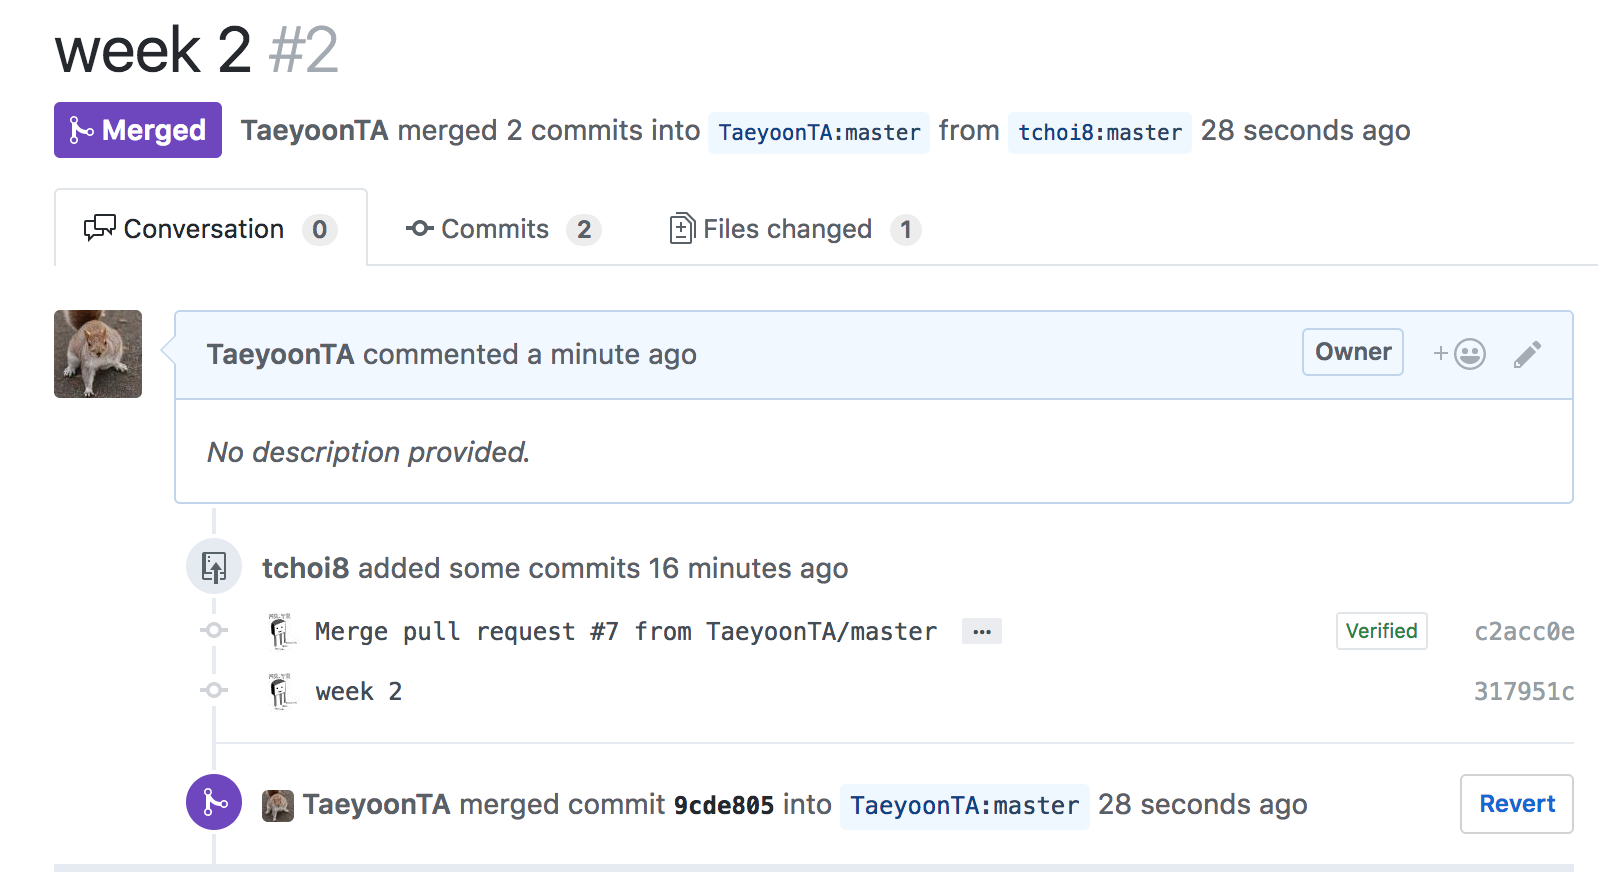 week 2 #2
Merged TaeyoonTA merged 2 commits into TaeyoonTA:master from tchoi8:master 28 seconds ago
Conversation 0 Commits 2 Files changed 1
TaeyoonTA commented a minute ago Owner +
No description provided.
tchoi8 added some commits 16 minutes ago
Merge pull request #7 from TaeyoonTA/master ... Verified c2acc0e
week 2 317951c
TaeyoonTA merged commit 9cde805 into TaeyoonTA:master 28 seconds ago Revert